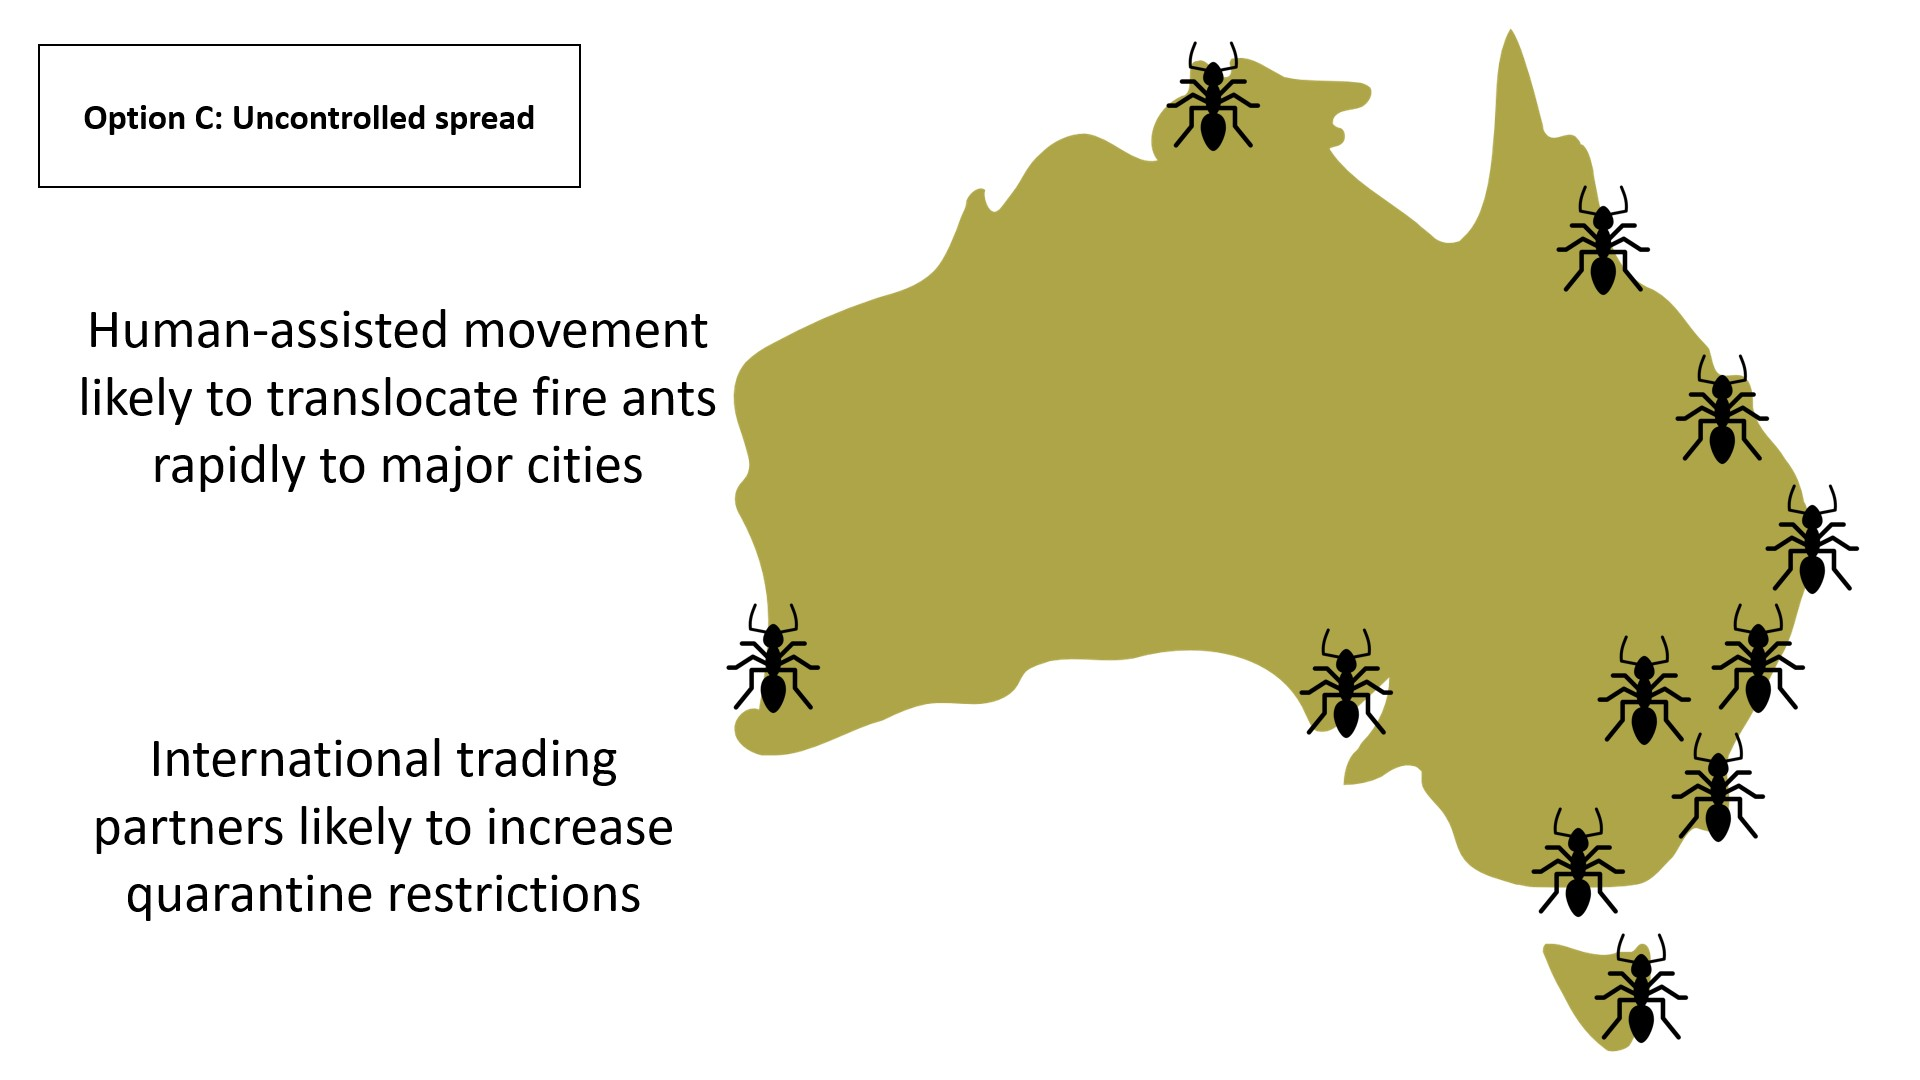 Option C: Uncontrolled spread
Human-assisted movement
likely to translocate fire ants
rapidly to major cities
International trading
partners likely to increase
quarantine restrictions